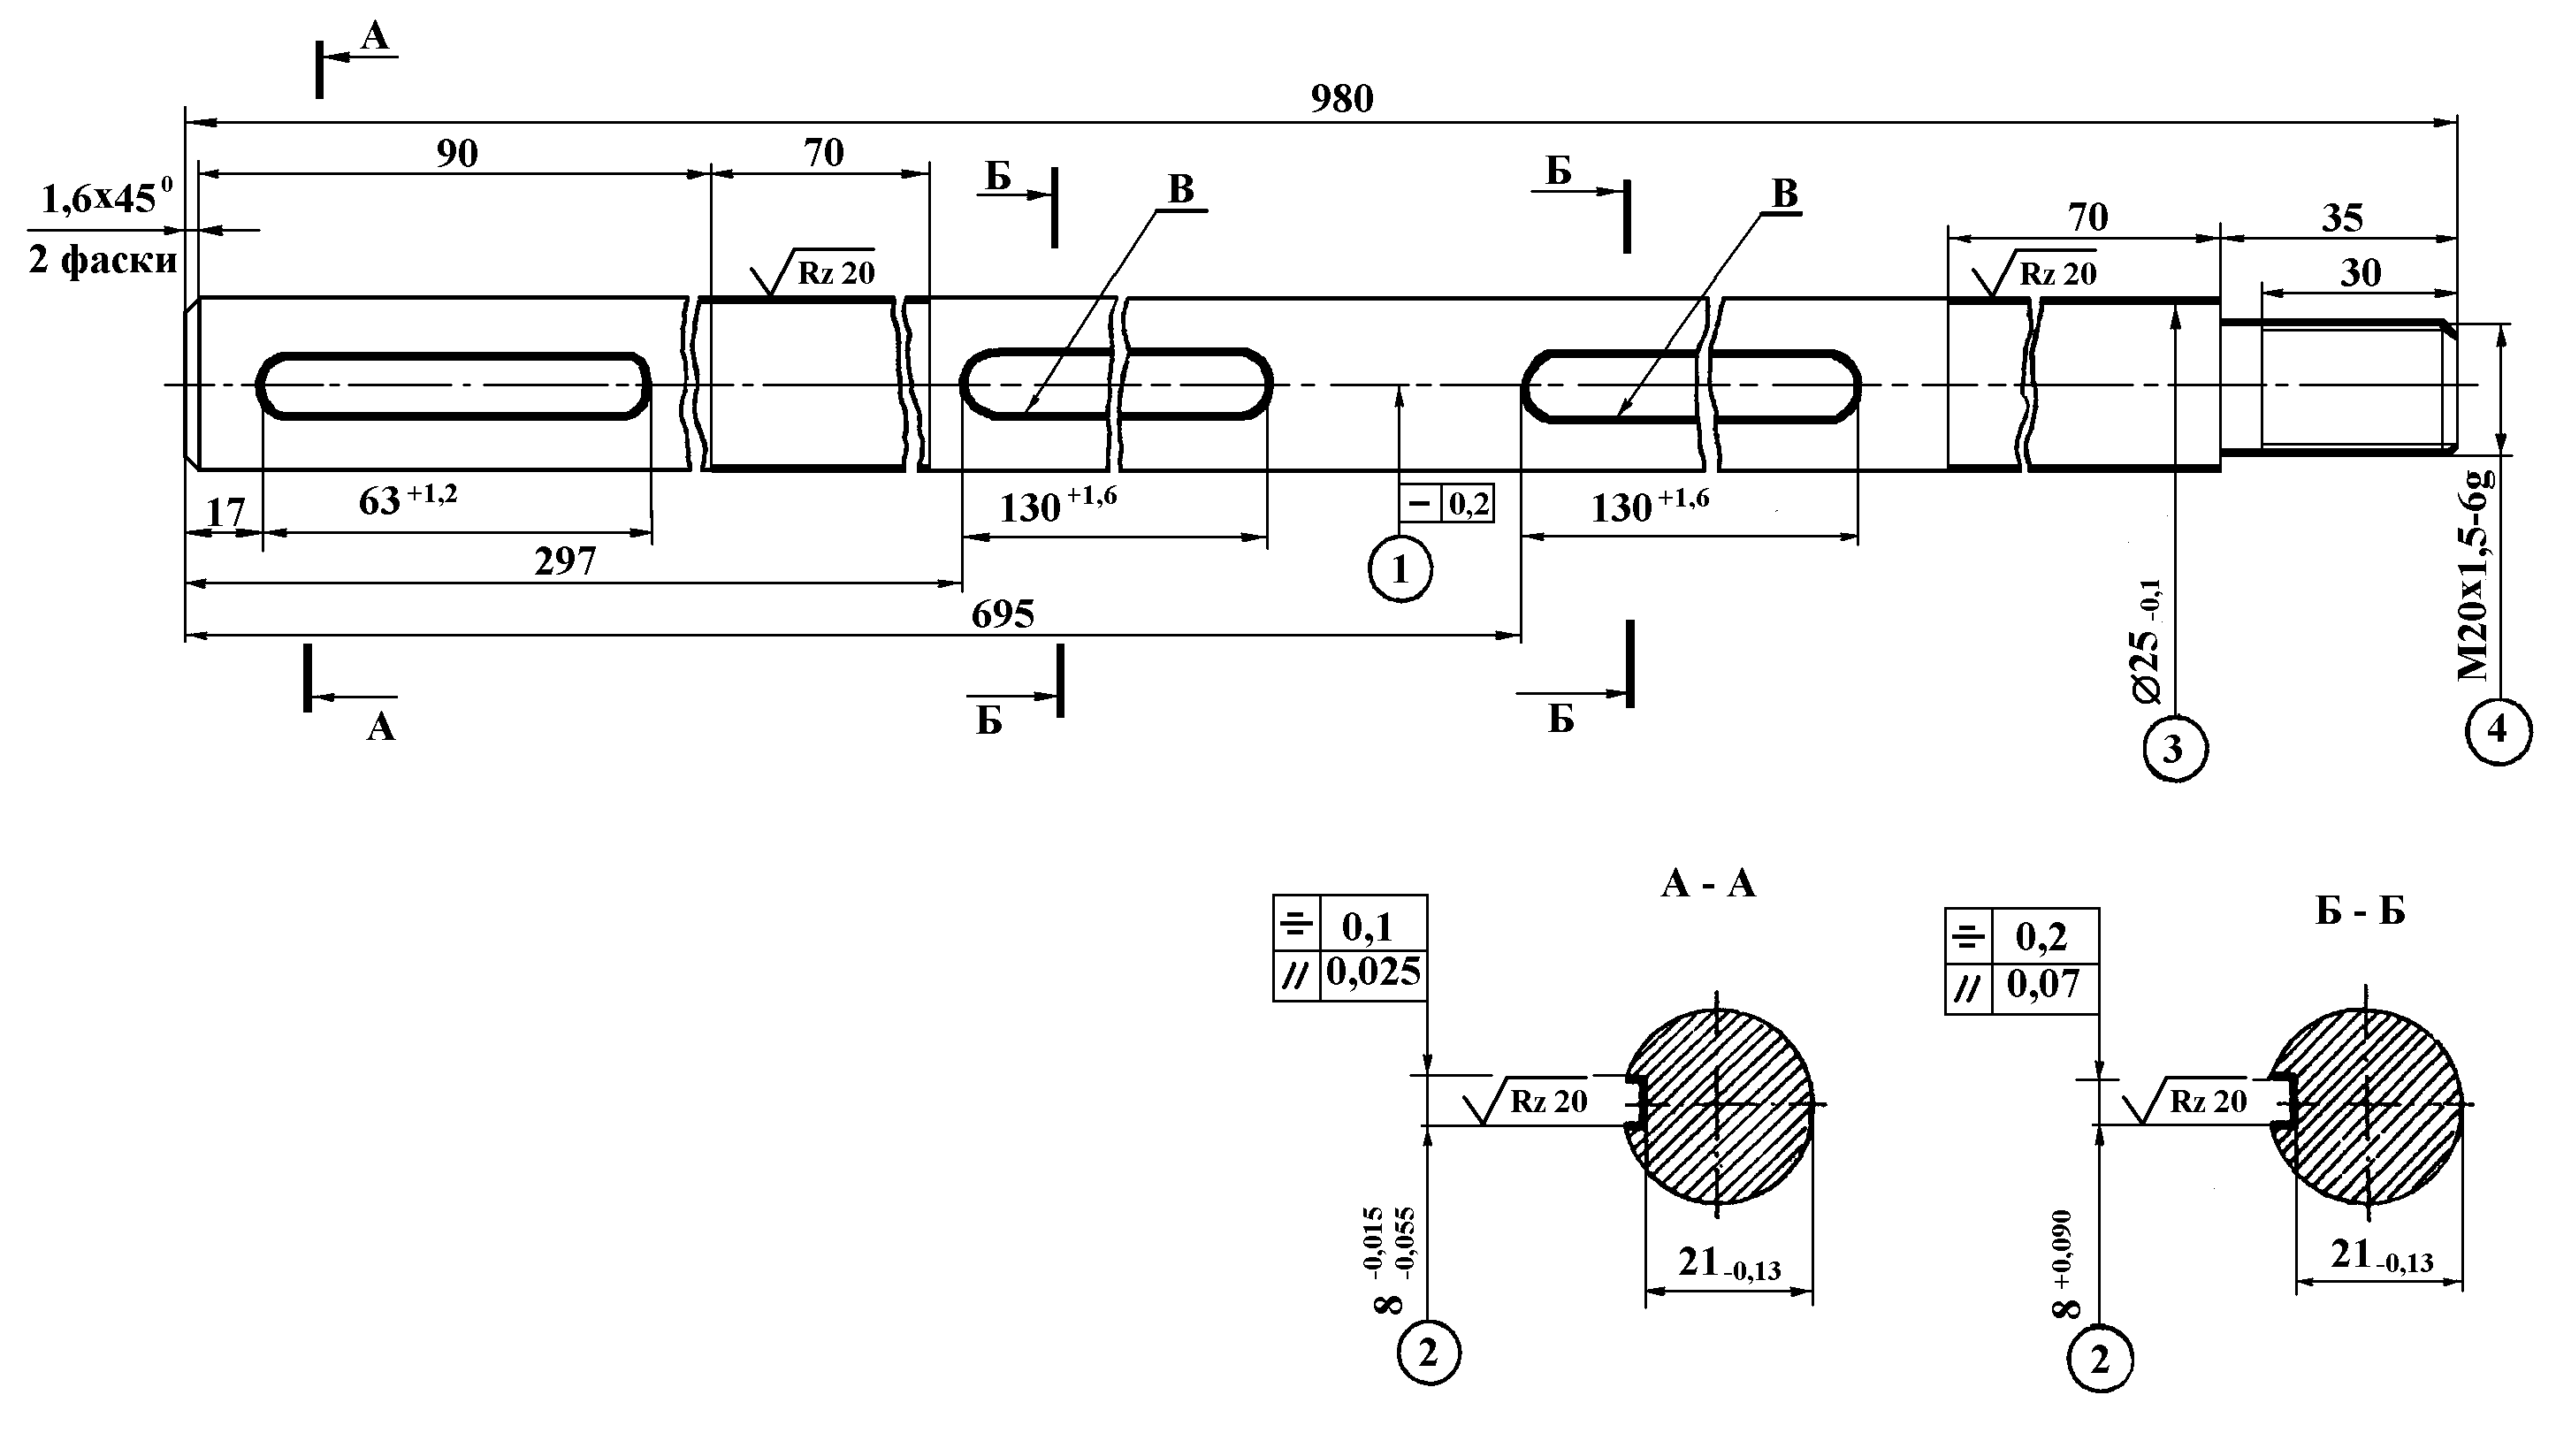 А
980
90
70
Б
В
Б
В
1,6х45⁰
2 фаски
70
35
30
Rz 20
Rz 20
17
63 +1,2
130 +1,6
– 0,2
130 +1,6
297
1
695
А
Б
Б
Ø25 -0,1
3
М20х1,5-6g
4
А - А
0,1
// 0,025
Rz 20
8 -0,015 -0,055
21 -0,13
2
Б - Б
0,2
// 0,07
Rz 20
8 +0,090
21 -0,13
2